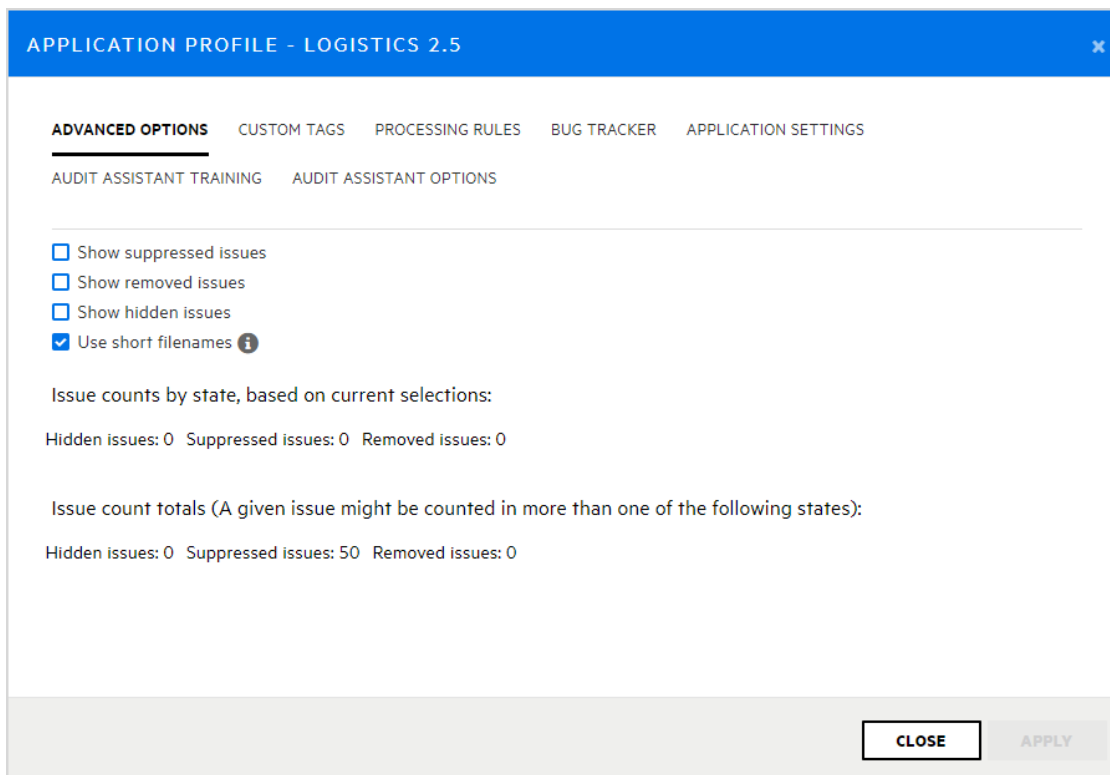 APPLICATION PROFILE - LOGISTICS 2.5
ADVANCED OPTIONS CUSTOM TAGS PROCESSING RULES BUG TRACKER APPLICATION SETTINGS
AUDIT ASSISTANT TRAINING AUDIT ASSISTANT OPTIONS
Show suppressed issues
Show removed issues
Show hidden issues
Use short filenames
Issue counts by state, based on current selections:
Hidden issues: 0 Suppressed issues: 0 Removed issues: 0
Issue count totals (A given issue might be counted in more than one of the following states):
Hidden issues: 0 Suppressed issues: 50 Removed issues: 0
CLOSE APPLY